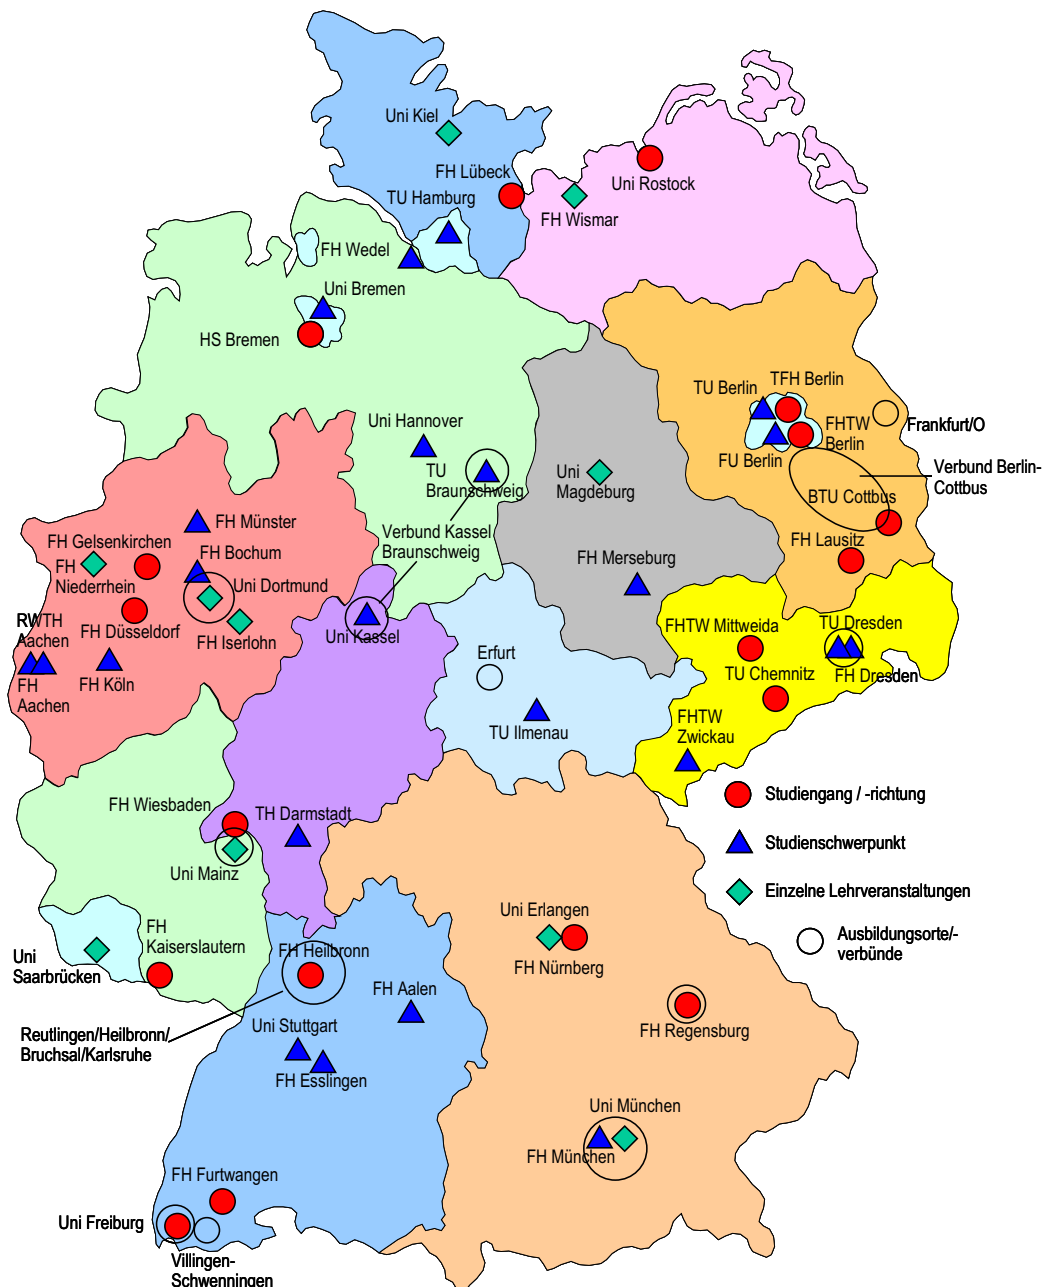 Uni Kiel
FH Lübeck
Uni Rostock
TU Hamburg
FH Wismar
FH Wedel
Uni Bremen
HS Bremen
TU Berlin
TFH Berlin
FHTW
Berlin
Frankfurt/O
FU Berlin
Uni Hannover
TU
Braunschweig
Uni
Magdeburg
Verbund Berlin-
Cottbus
BTU Cottbus
FH Lausitz
FH Münster
Verbund Kassel
Braunschweig
FH Gelsenkirchen
FH Bochum
FH
Niederrhein
Uni Dortmund
FH Merseburg
FH Düsseldorf
FH Iserlohn
Uni Kassel
RWTH
Aachen
FH
Aachen
FH Köln
Erfurt
TU Ilmenau
FHTW Mittweida
TU Dresden
TU Chemnitz
FH Dresden
FHTW
Zwickau
FH Wiesbaden
TH Darmstadt
Uni Mainz
Studiengang / -richtung
Studienschwerpunkt
Einzelne Lehrveranstaltungen
Ausbildungsorte/-
verbünde
Uni
Saarbrücken
FH
Kaiserslautern
FH Heilbronn
Uni Erlangen
FH Nürnberg
FH Aalen
FH Regensburg
Reutlingen/Heilbronn/
Bruchsal/Karlsruhe
Uni Stuttgart
FH Esslingen
Uni München
FH München
FH Furtwangen
Uni Freiburg
Villingen-
Schwenningen